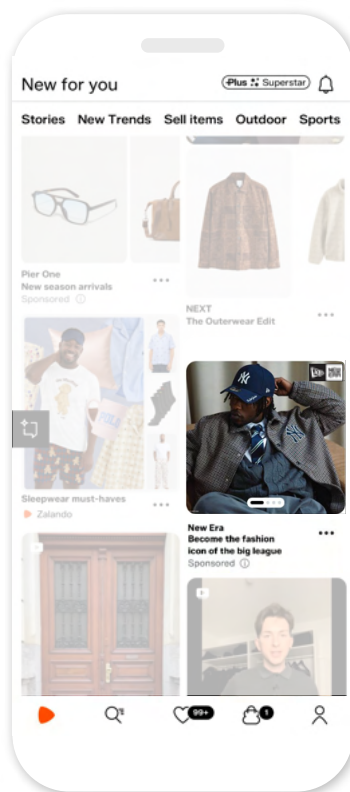 New for you
Plus Superstar
Stories New Trends Sell items Outdoor Sports
Pier One
New season arrivals
Sponsored
NEXT
The Outerwear Edit
Sleepwear must-haves
Zalando
NEW ERA
New Era
Become the fashion
icon of the big league
Sponsored
99+
1